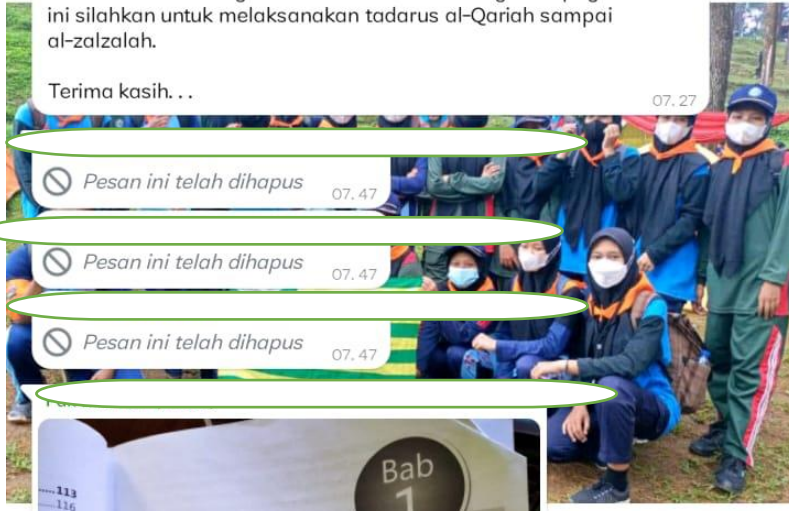 ini silahkan untuk melaksanakan tadarus al-Qariah sampai
al-zalzalah.
Terima kasih. . .
07. 27
Pesan ini telah dihapus 07. 47
Pesan ini telah dihapus 07. 47
Pesan ini telah dihapus 07. 47
Bab
1
.....113
.....116